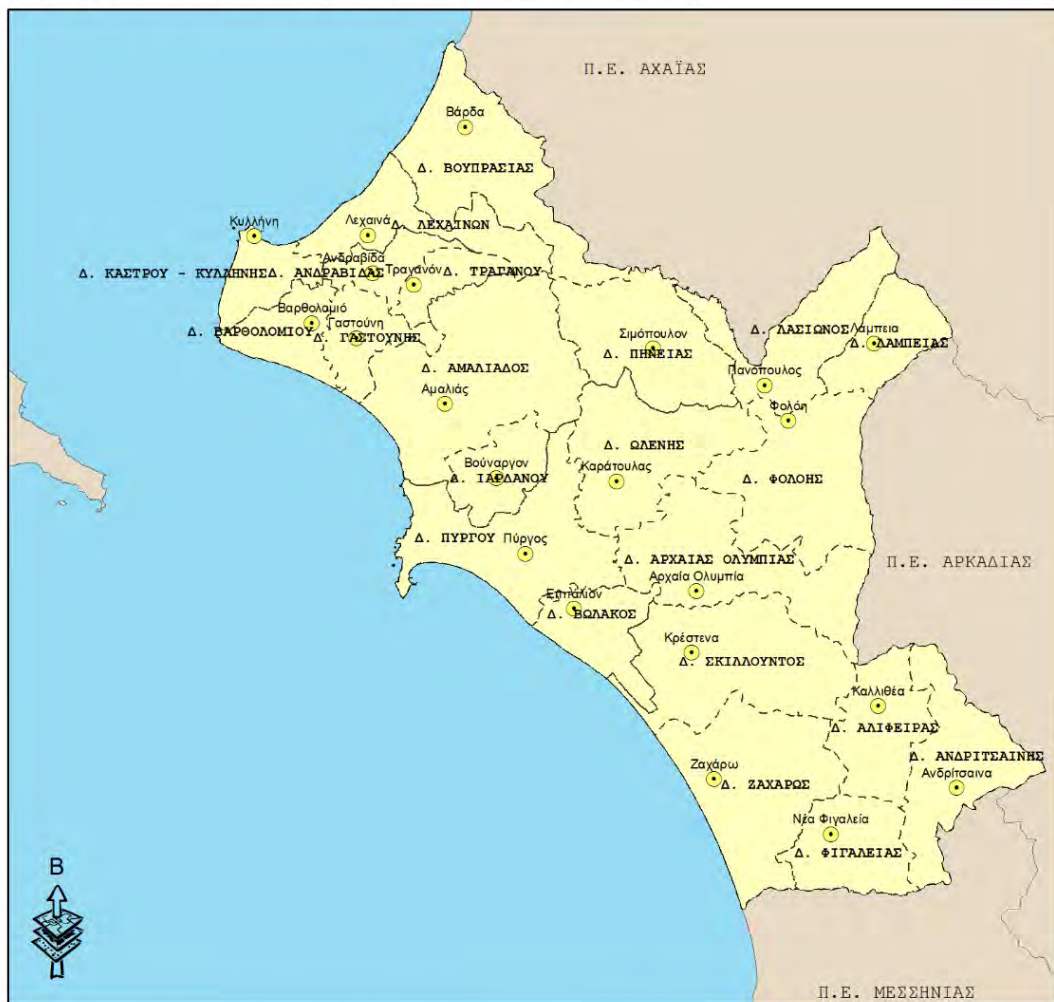 Π.Ε. ΑΧΑΪΑΣ
Βάρδα
Δ. ΒΟΥΠΡΑΣΙΑΣ
Κυλλήνη
Λεχαινά
Δ. ΛΕΧΑΙΝΩΝ
Ανδραβίδα
Δ. ΚΑΣΤΡΟΥ - ΚΥΛΛΗΝΗΣ
Δ. ΑΝΔΡΑΒΙΔΑΣ
Τραγανόν
Δ. ΤΡΑΓΑΝΟΥ
Βαρθολομιό
Γαστούνη
Δ. ΒΑΡΘΟΛΟΜΙΟΥ
Δ. ΓΑΣΤΟΥΝΗΣ
Σιμόπουλον
Δ. ΠΗΝΕΙΑΣ
Δ. ΛΑΣΙΩΝΟΣ
Λάμπεια
Δ. ΛΑΜΠΕΙΑΣ
Δ. ΑΜΑΛΙΑΔΟΣ
Αμαλιάς
Πανόπουλος
Φολόη
Δ. ΩΛΕΝΗΣ
Βούναργον
Δ. ΙΑΡΔΑΝΟΥ
Καράτουλας
Δ. ΦΟΛΟΗΣ
Δ. ΠΥΡΓΟΥ
Πύργος
Δ. ΑΡΧΑΙΑΣ ΟΛΥΜΠΙΑΣ
Αρχαία Ολυμπία
Π.Ε. ΑΡΚΑΔΙΑΣ
Επιτάλιον
Δ. ΒΩΛΑΚΟΣ
Κρέστενα
Δ. ΣΚΙΛΛΟΥΝΤΟΣ
Καλλιθέα
Δ. ΑΛΙΦΕΙΡΑΣ
Δ. ΑΝΔΡΙΤΣΑΙΝΗΣ
Ανδρίτσαινα
Ζαχάρω
Δ. ΖΑΧΑΡΩΣ
Νέα Φιγαλεία
Δ. ΦΙΓΑΛΕΙΑΣ
Β
Π.Ε. ΜΕΣΣΗΝΙΑΣ